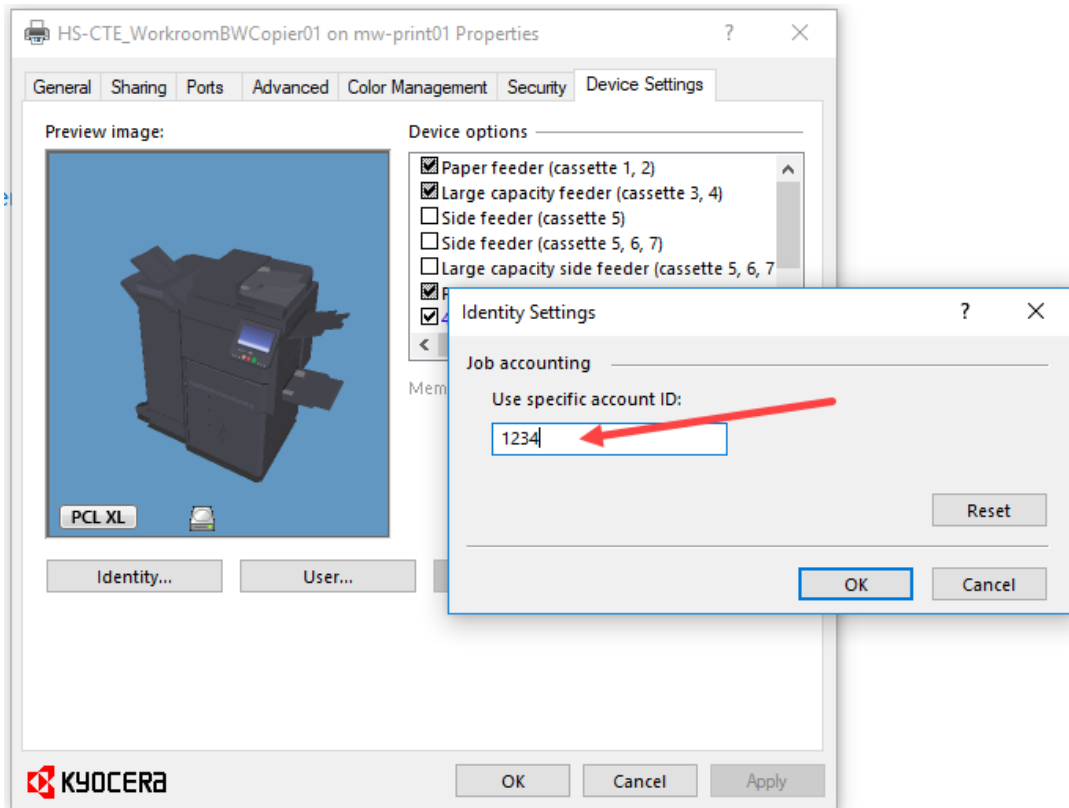 HS-CTE_WorkroomBWCopier01 on mw-print01 Properties
General Sharing Ports Advanced Color Management Security Device Settings
Preview image:
Device options
Paper feeder (cassette 1, 2)
Large capacity feeder (cassette 3, 4)
Side feeder (cassette 5)
Side feeder (cassette 5, 6, 7)
Large capacity side feeder (cassette 5, 6, 7
Mem
PCL XL
Identity...
User...
Identity Settings
Job accounting
Use specific account ID:
1234
Reset
OK
Cancel
KYOCERA
OK
Cancel
Apply